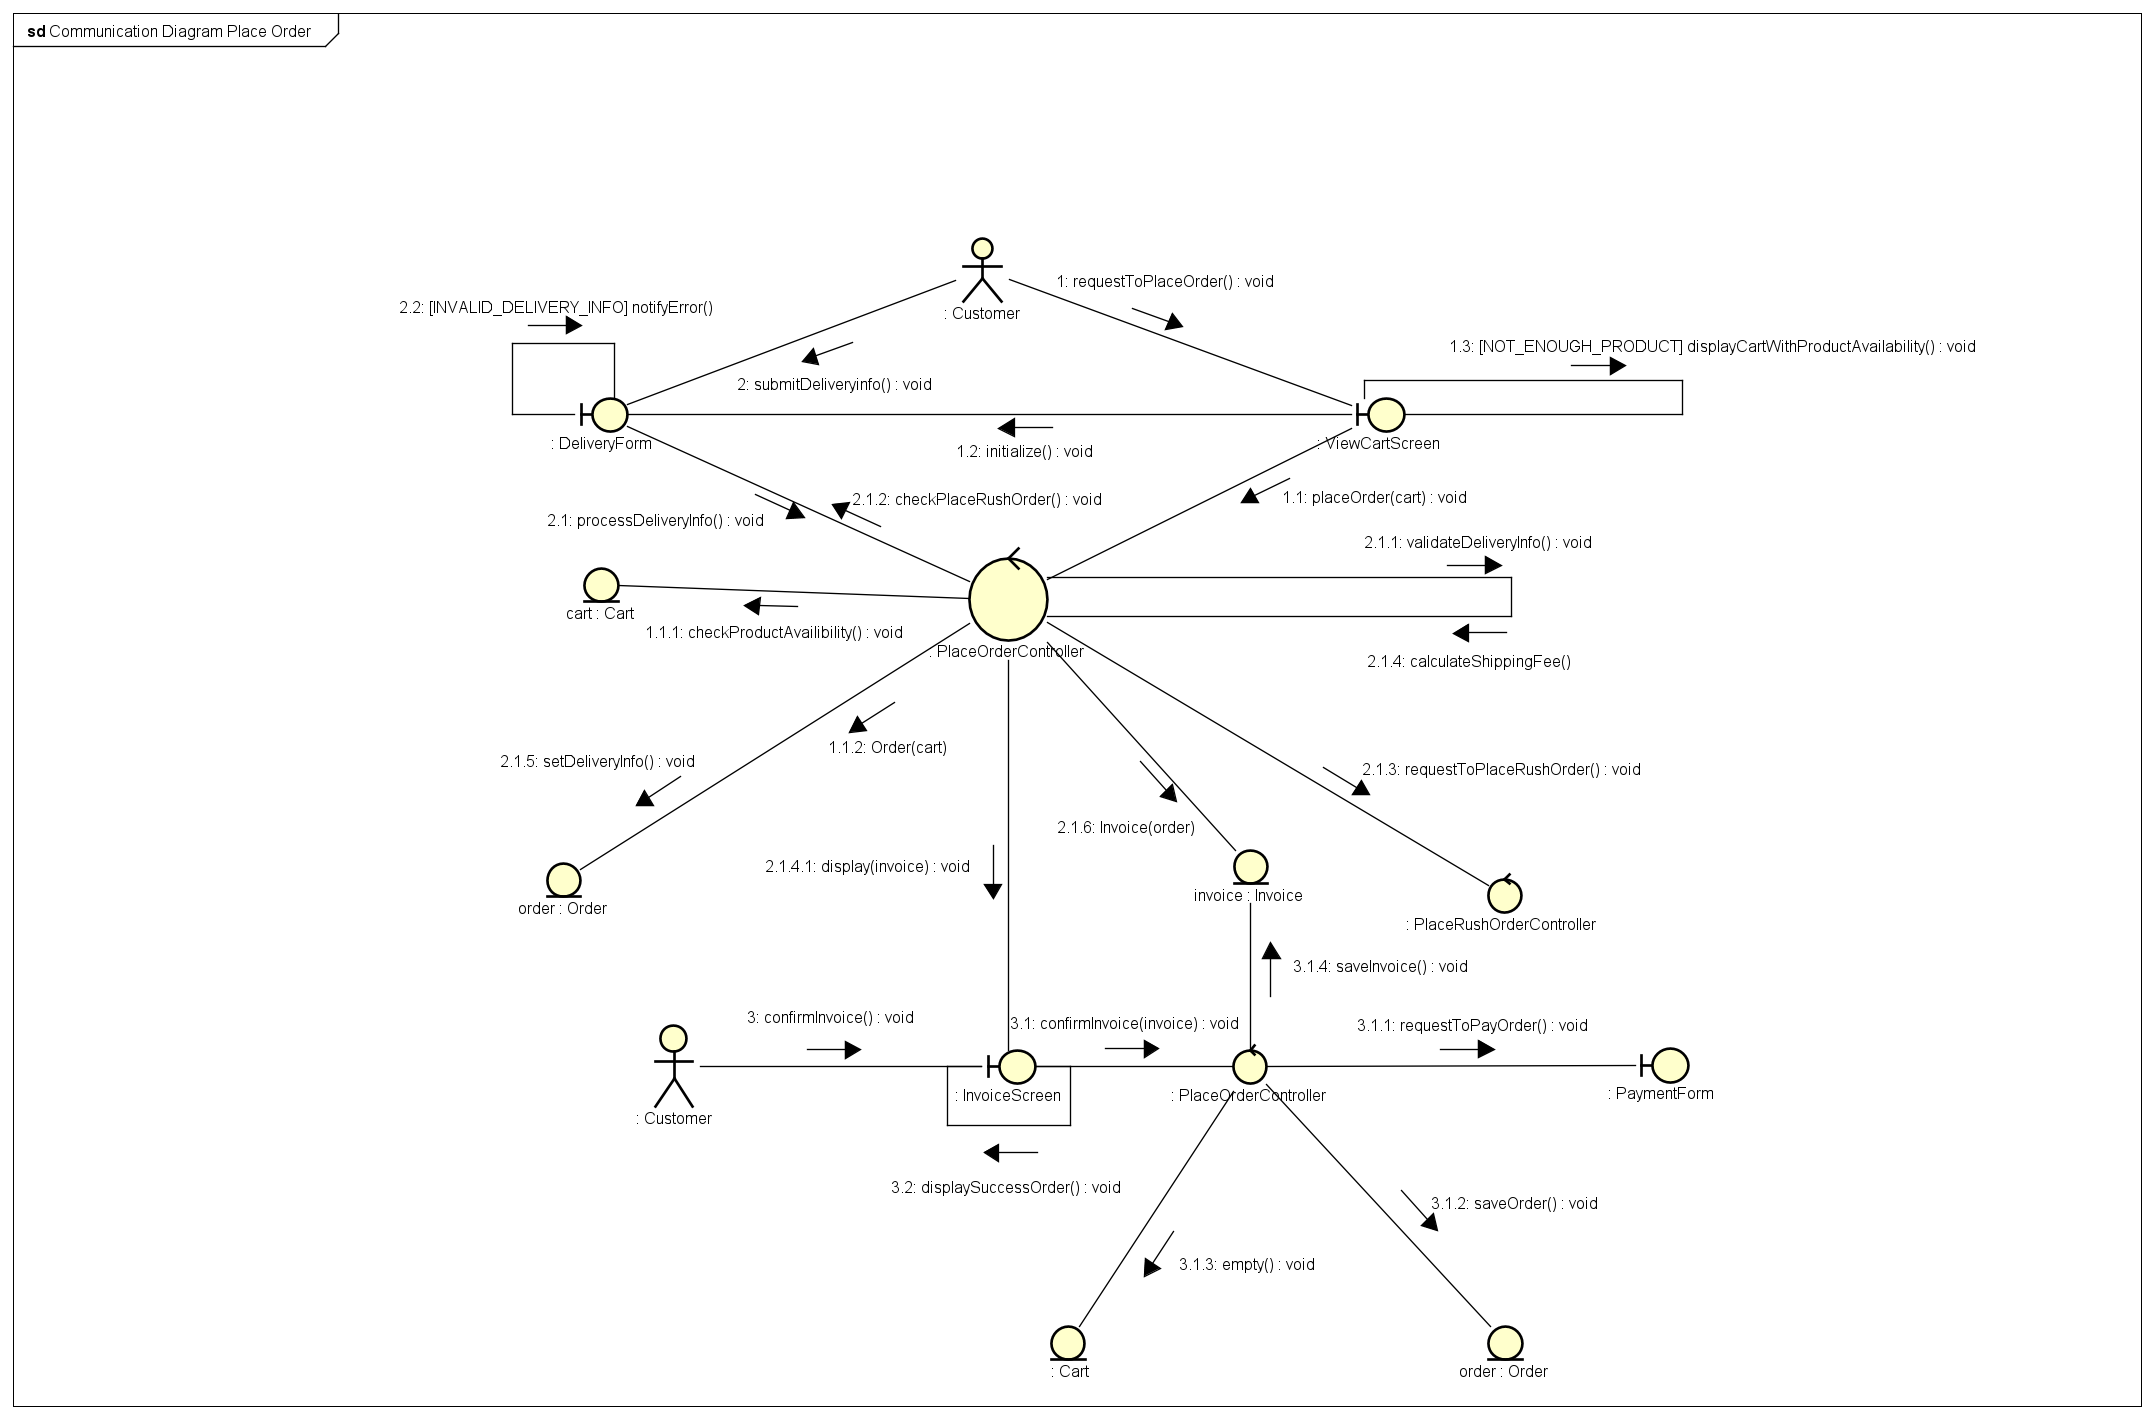 sd Communication Diagram Place Order
1: requestToPlaceOrder() : void
2.2: [INVALID_DELIVERY_INFO] notifyError()
: Customer
1.3: [NOT_ENOUGH_PRODUCT] displayCartWithProductAvailability() : void
2: submitDeliveryinfo() : void
: DeliveryForm
: ViewCartScreen
1.2: initialize() : void
2.1.2: checkPlaceRushOrder() : void
1.1: placeOrder(cart) : void
2.1: processDeliveryInfo() : void
2.1.1: validateDeliveryInfo() : void
cart : Cart
1.1.1: checkProductAvailibility() : void
: PlaceOrderController
2.1.4: calculateShippingFee()
1.1.2: Order(cart)
2.1.5: setDeliveryInfo() : void
2.1.3: requestToPlaceRushOrder() : void
2.1.6: Invoice(order)
2.1.4.1: display(invoice) : void
invoice : Invoice
order : Order
: PlaceRushOrderController
3.1.4: saveInvoice() : void
3: confirmInvoice() : void
3.1: confirmInvoice(invoice) : void
3.1.1: requestToPayOrder() : void
: InvoiceScreen
: PlaceOrderController
: PaymentForm
: Customer
3.2: displaySuccessOrder() : void
3.1.2: saveOrder() : void
3.1.3: empty() : void
: Cart
order : Order